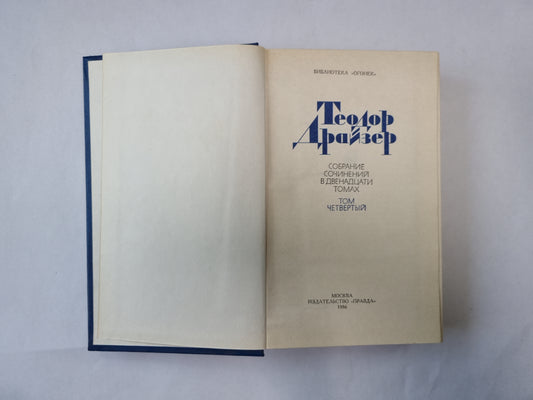 БИБЛИОТЕКА «ОГОНЕК»
Теодор
Драйзер
СОБРАНИЕ
СОЧИНЕНИЙ
В ДВЕНАДЦАТИ
ТОМАХ
ТОМ
ЧЕТВЕРТЫЙ
МОСКВА
ИЗДАТЕЛЬСТВО «ПРАВДА»
1986